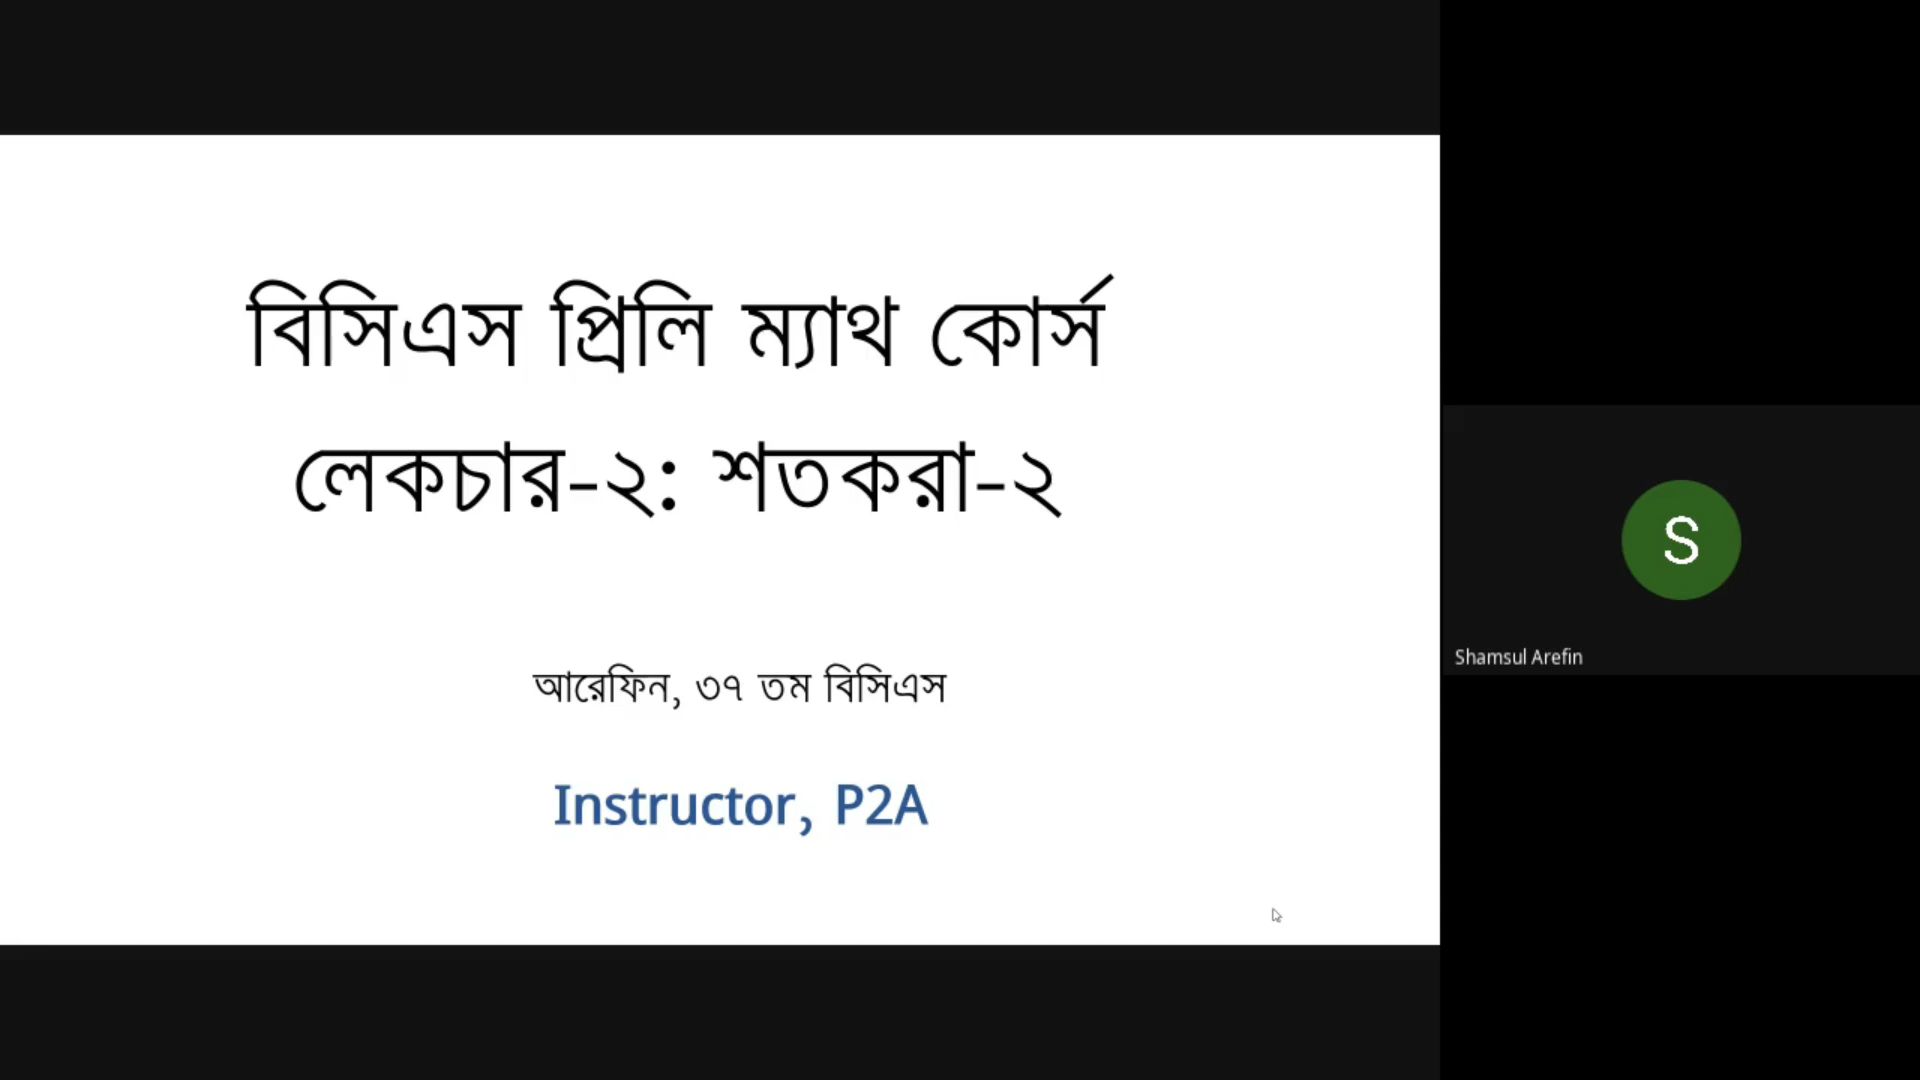 বিসিএস প্রিলি ম্যাথ কোর্স
লেকচার-২: শতকরা-২
আরেফিন, ৩৭ তম বিসিএস
Instructor, P2A
S
Shamsul Arefin